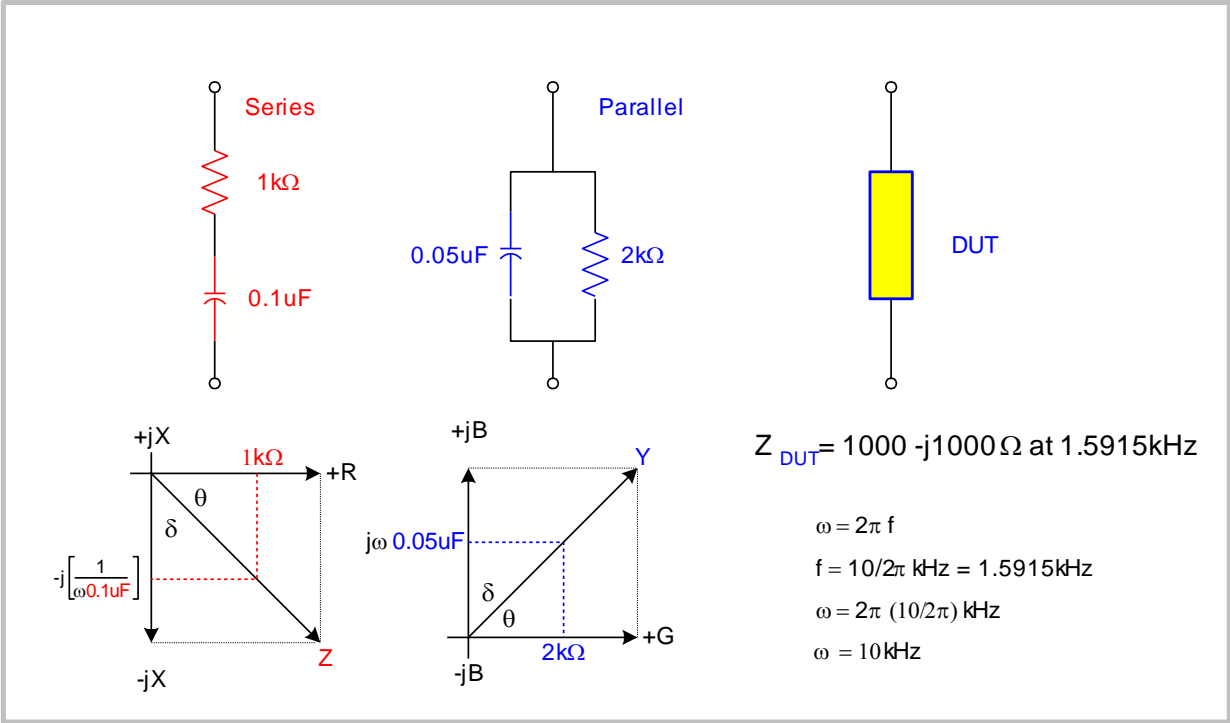 Series
1kΩ
0.1uF
Parallel
0.05uF
2kΩ
DUT
+jX
1kΩ
+R
θ
δ
-j[1/ω0.1uF]
Z
-jX
+jB
Y
jω 0.05uF
δ
θ
+G
2kΩ
-jB
Z DUT= 1000 -j1000Ω at 1.5915kHz
ω = 2π f
f = 10/2π kHz = 1.5915kHz
ω = 2π (10/2π) kHz
ω = 10kHz